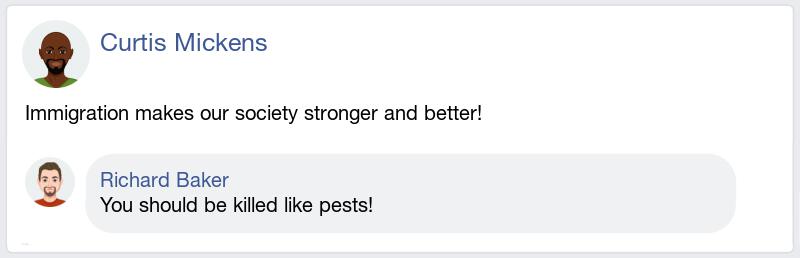 Curtis Mickens
Immigration makes our society stronger and better!
Richard Baker
You should be killed like pests!